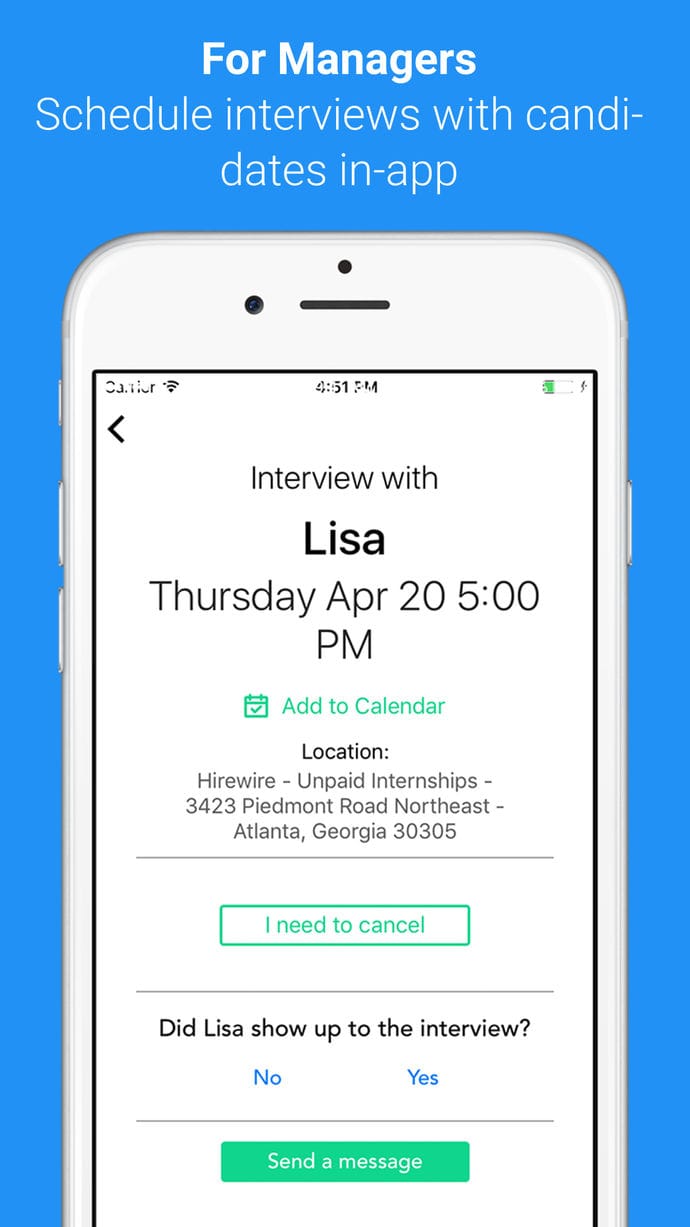 For Managers
Schedule interviews with candi-
dates in-app
Carrier 4:51 PM
Interview with
Lisa
Thursday Apr 20 5:00
PM
Add to Calendar
Location:
Hirewire - Unpaid Internships -
3423 Piedmont Road Northeast -
Atlanta, Georgia 30305
I need to cancel
Did Lisa show up to the interview?
No Yes
Send a message